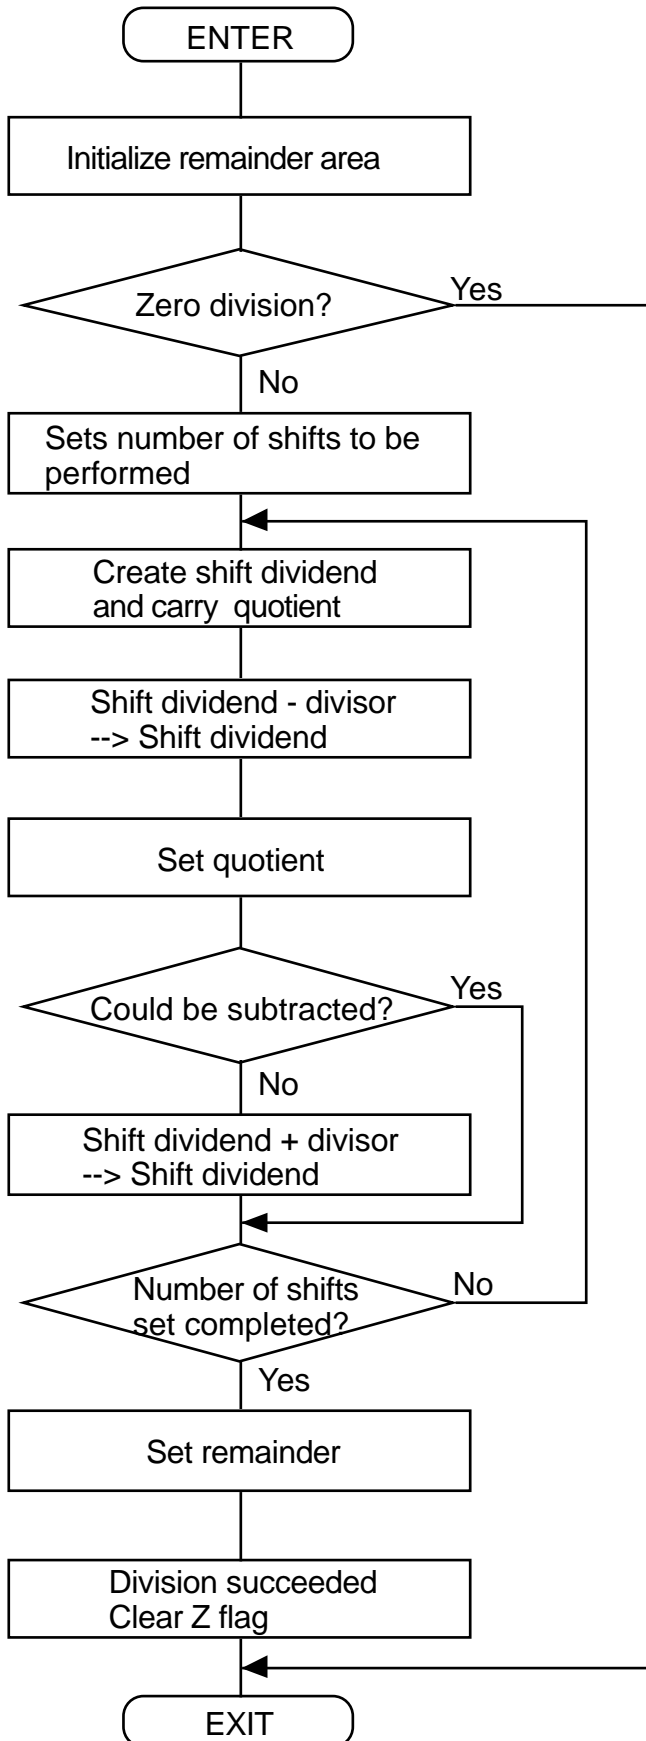 ENTER
Initialize remainder area
Zero division?
Yes
No
Sets number of shifts to be
performed
Create shift dividend
and carry quotient
Shift dividend - divisor
--> Shift dividend
Set quotient
Could be subtracted?
Yes
No
Shift dividend + divisor
--> Shift dividend
Number of shifts
set completed?
No
Yes
Set remainder
Division succeeded
Clear Z flag
EXIT